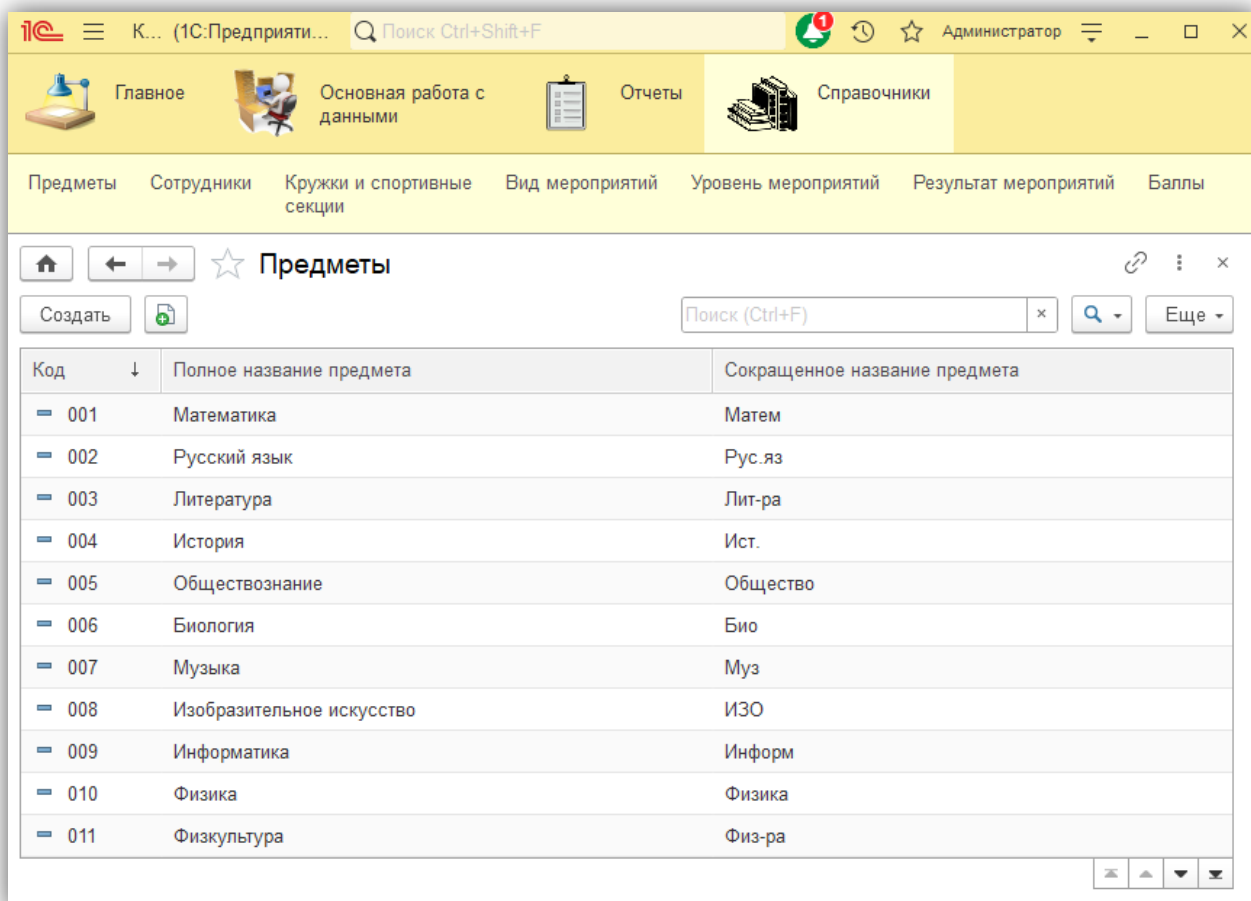 1С К... (1С:Предприяти... Поиск Ctrl+Shift+F 1 Администратор
Главное Основная работа с Отчеты Справочники
данными
Предметы Сотрудники Кружки и спортивные Вид мероприятий Уровень мероприятий Результат мероприятий Баллы
секции
Предметы
Создать Поиск (Ctrl+F) × Еще
Код ↓ Полное название предмета Сокращенное название предмета
001 Математика Матем
002 Русский язык Рус.яз
003 Литература Лит-ра
004 История Ист.
005 Обществознание Общество
006 Биология Био
007 Музыка Муз
008 Изобразительное искусство ИЗО
009 Информатика Информ
010 Физика Физика
011 Физкультура Физ-ра